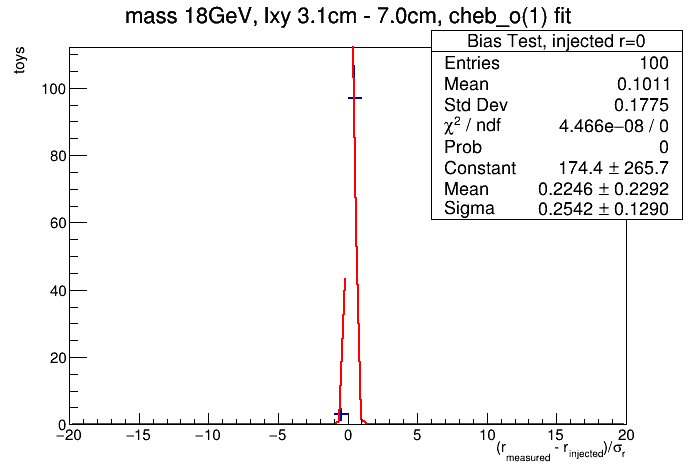 mass 18GeV, lxy 3.1cm - 7.0cm, cheb_o(1) fit
toys
Bias Test, injected r=0
Entries 100
Mean 0.1011
Std Dev 0.1775
χ² / ndf 4.466e−08 / 0
Prob 0
Constant 174.4 ± 265.7
Mean 0.2246 ± 0.2292
Sigma 0.2542 ± 0.1290
100
80
60
40
20
0
−20 −15 −10 −5 0 5 10 15 20
(r_measured - r_injected)/σ_r